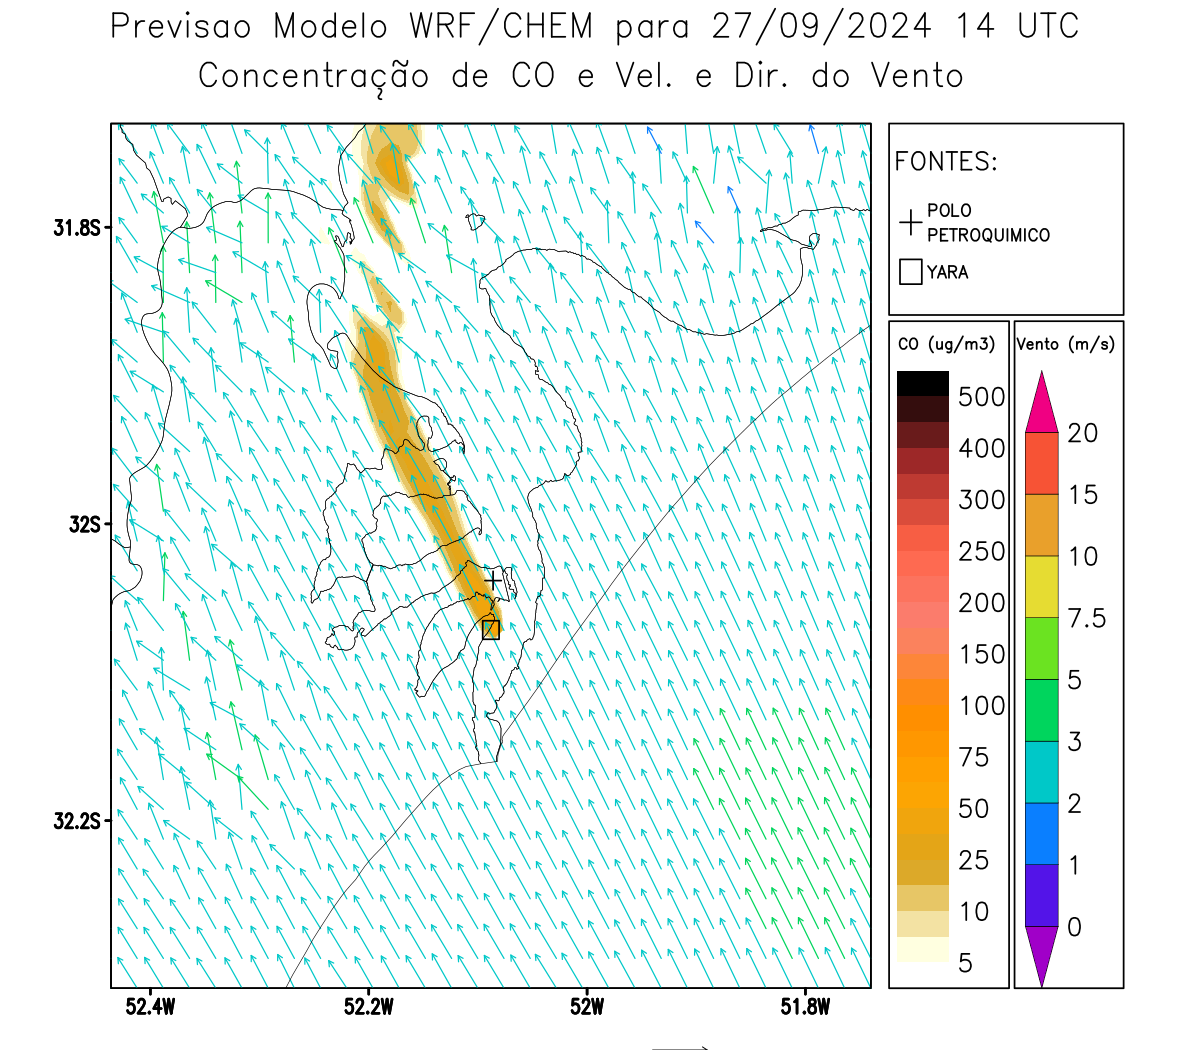 Previsao Modelo WRF/CHEM para 27/09/2024 14 UTC
Concentração de CO e Vel. e Dir. do Vento
FONTES:
POLO
PETROQUIMICO
YARA
CO (ug/m3)
500
400
300
250
200
150
100
75
50
25
10
5
Vento (m/s)
20
15
10
7.5
5
3
2
1
0
31.8S
32S
32.2S
52.4W
52.2W
52W
51.8W